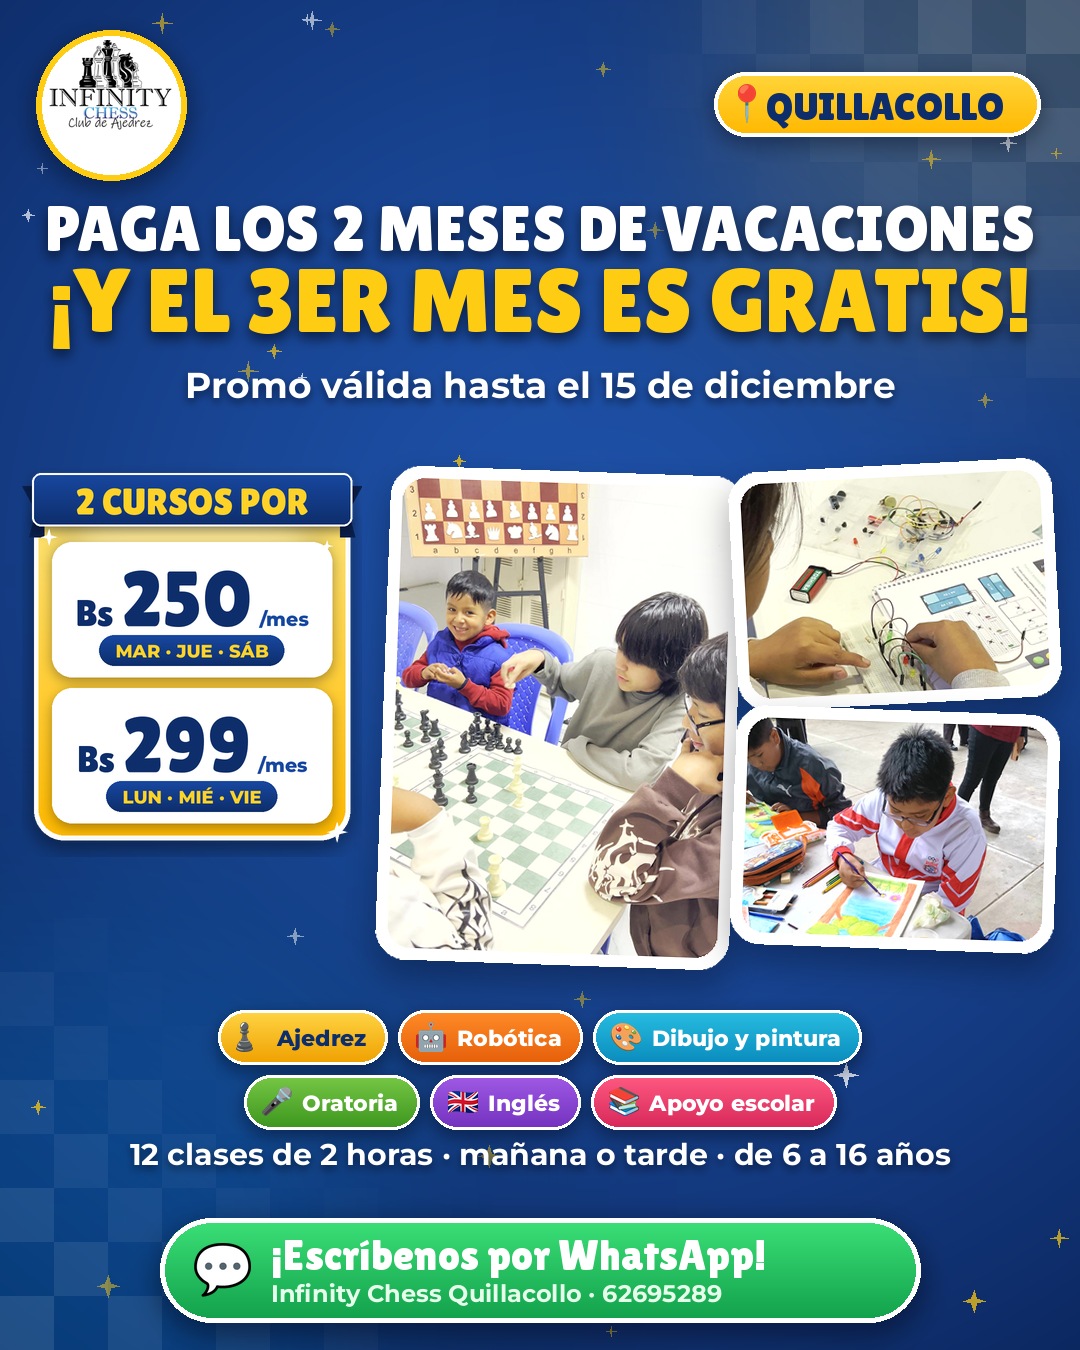 INFINITY
CHESS
Club de Ajedrez
QUILLACOLLO
PAGA LOS 2 MESES DE VACACIONES
¡Y EL 3ER MES ES GRATIS!
Promo válida hasta el 15 de diciembre
2 CURSOS POR
Bs 250 /mes
MAR · JUE · SÁB
Bs 299 /mes
LUN · MIÉ · VIE
3
2
1
a b c d e f g h
Ajedrez
Robótica
Dibujo y pintura
Oratoria
Inglés
Apoyo escolar
12 clases de 2 horas · mañana o tarde · de 6 a 16 años
¡Escríbenos por WhatsApp!
Infinity Chess Quillacollo · 62695289